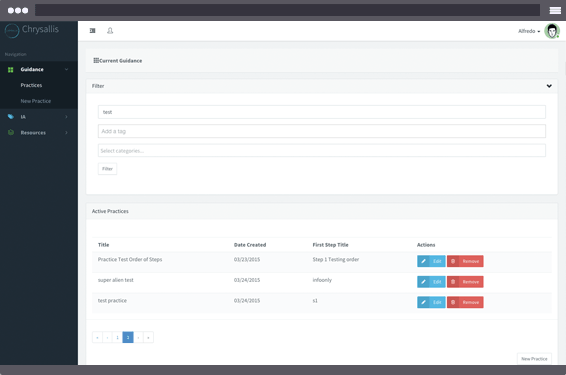 Chrysallis
Alfredo
Navigation
Guidance
Practices
New Practice
IA
Resources
Current Guidance
Filter
test
Add a tag
Select categories...
Filter
Active Practices
Title Date Created First Step Title Actions
Practice Test Order of Steps 03/23/2015 Step 1 Testing order Edit Remove
super alien test 03/24/2015 infoonly Edit Remove
test practice 03/24/2015 s1 Edit Remove
« ‹ 1 2 › »
New Practice